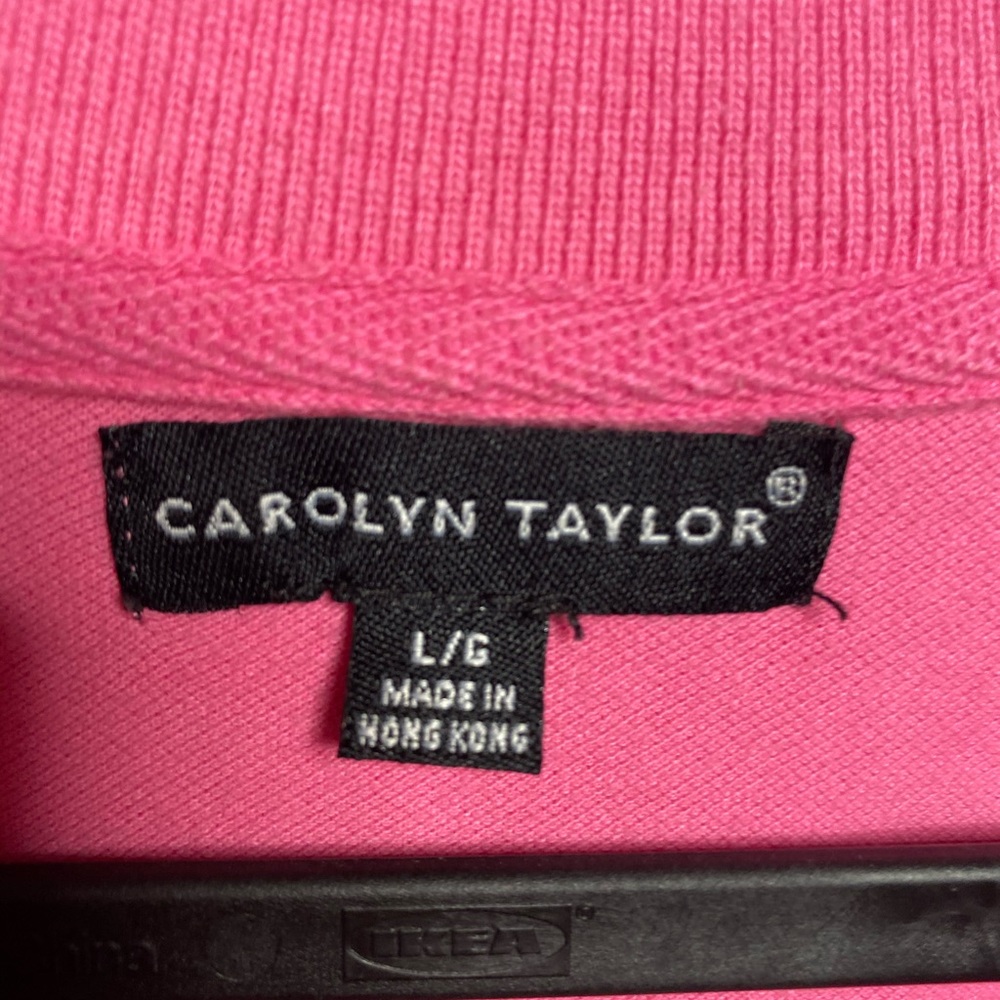 CAROLYN TAYLOR®
L/G
MADE IN
HONG KONG
IKEA®